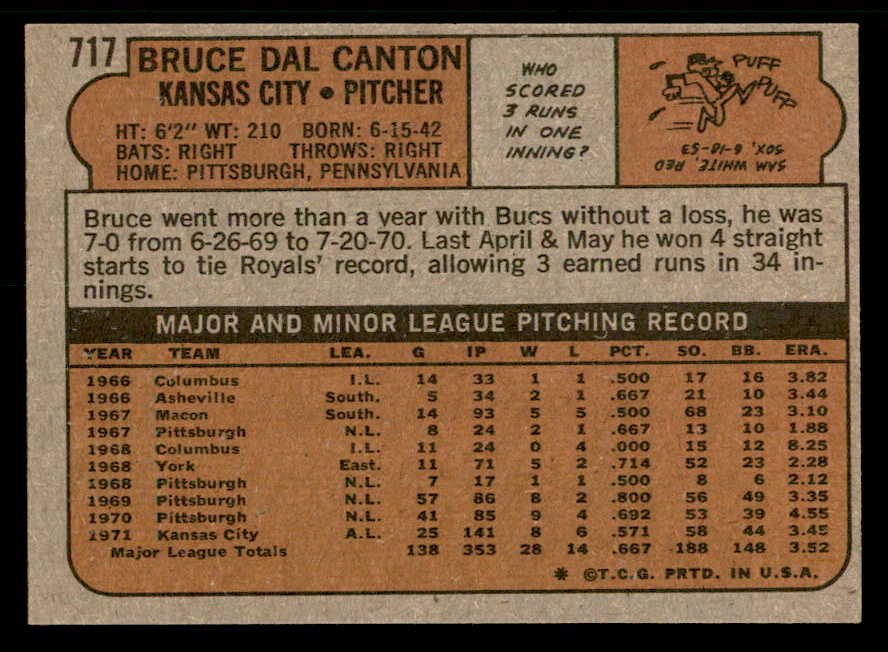 717 BRUCE DAL CANTON
KANSAS CITY • PITCHER
HT: 6'2" WT: 210 BORN: 6-15-42
BATS: RIGHT THROWS: RIGHT
HOME: PITTSBURGH, PENNSYLVANIA
WHO
SCORED
3 RUNS
IN ONE
INNING?
PUFF
PUFF
SAM WHITE, RED
SOX, 6-18-53
Bruce went more than a year with Bucs without a loss, he was
7-0 from 6-26-69 to 7-20-70. Last April & May he won 4 straight
starts to tie Royals' record, allowing 3 earned runs in 34 in-
nings.
MAJOR AND MINOR LEAGUE PITCHING RECORD
YEAR TEAM LEA. G IP W L PCT. SO. BB. ERA.
1966 Columbus I.L. 14 33 1 1 .500 17 16 3.82
1966 Asheville South. 5 34 2 1 .667 21 10 3.44
1967 Macon South. 14 93 5 5 .500 68 23 3.10
1967 Pittsburgh N.L. 8 24 2 1 .667 13 10 1.88
1968 Columbus I.L. 11 24 0 4 .000 15 12 8.25
1968 York East. 11 71 5 2 .714 52 23 2.28
1968 Pittsburgh N.L. 7 17 1 1 .500 8 6 2.12
1969 Pittsburgh N.L. 57 86 8 2 .800 56 49 3.35
1970 Pittsburgh N.L. 41 85 9 4 .692 53 39 4.55
1971 Kansas City A.L. 25 141 8 6 .571 58 44 3.45
Major League Totals 138 353 28 14 .667 188 148 3.52
* ©T.C.G. PRTD. IN U.S.A.